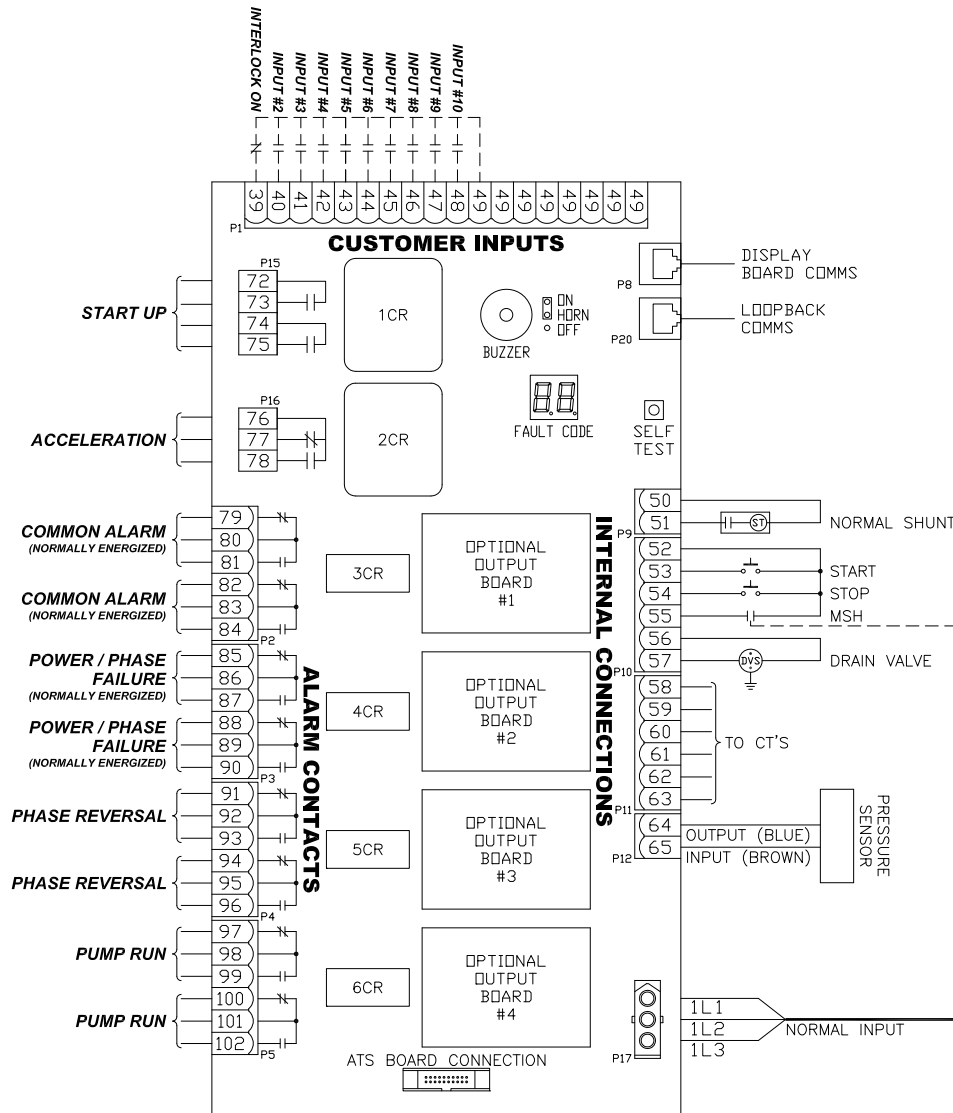 INTERLOCK ON
INPUT #2
INPUT #3
INPUT #4
INPUT #5
INPUT #6
INPUT #7
INPUT #8
INPUT #9
INPUT #10
39
40
41
42
43
44
45
46
47
48
49
49
49
49
49
49
49
49
P1
CUSTOMER INPUTS
P8
DISPLAY
BOARD COMMS
P20
LOOPBACK
COMMS
START UP
P15
72
73
74
75
1CR
BUZZER
ON
HORN
OFF
ACCELERATION
P16
76
77
78
2CR
FAULT CODE
SELF
TEST
COMMON ALARM
(NORMALLY ENERGIZED)
79
80
81
COMMON ALARM
(NORMALLY ENERGIZED)
82
83
84
P2
POWER / PHASE
FAILURE
(NORMALLY ENERGIZED)
85
86
87
POWER / PHASE
FAILURE
(NORMALLY ENERGIZED)
88
89
90
P3
PHASE REVERSAL
91
92
93
PHASE REVERSAL
94
95
96
P4
PUMP RUN
97
98
99
PUMP RUN
100
101
102
P5
ALARM CONTACTS
3CR
4CR
5CR
6CR
OPTIONAL
OUTPUT
BOARD
#1
OPTIONAL
OUTPUT
BOARD
#2
OPTIONAL
OUTPUT
BOARD
#3
OPTIONAL
OUTPUT
BOARD
#4
ATS BOARD CONNECTION
INTERNAL CONNECTIONS
50
51
P9
ST
NORMAL SHUNT
52
53
54
55
56
57
P10
START
STOP
MSH
DVS
DRAIN VALVE
58
59
60
61
62
63
P11
TO CT'S
64
65
P12
OUTPUT (BLUE)
INPUT (BROWN)
PRESSURE
SENSOR
P17
1L1
1L2
1L3
NORMAL INPUT